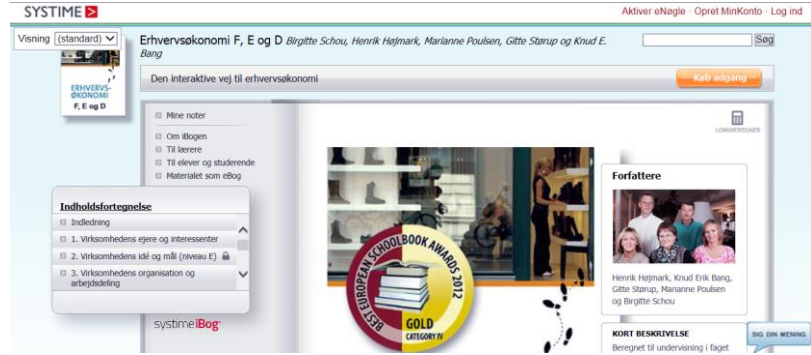 SYSTIME
Aktiver eNøgle · Opret MinKonto · Log ind
Visning (standard)
Erhvervsøkonomi F, E og D Birgitte Schou, Henrik Højmark, Marianne Poulsen, Gitte Størup og Knud E.
Bang
Søg
ERHVERVS-
ØKONOMI
F, E og D
Den interaktive vej til erhvervsøkonomi
Køb adgang
Mine noter
Om iBogen
Til lærere
Til elever og studerende
Materialet som eBog
LOMMEREGNER
Indholdsfortegnelse
Indledning
1. Virksomhedens ejere og interessenter
2. Virksomhedens idé og mål (niveau E)
3. Virksomhedens organisation og
arbejdsdeling
systime iBog
BEST EUROPEAN SCHOOLBOOK AWARDS 2012
GOLD
CATEGORY IV
Forfattere
Henrik Højmark, Knud Erik Bang,
Gitte Størup, Marianne Poulsen
og Birgitte Schou
KORT BESKRIVELSE
Beregnet til undervisning i faget
SIG DIN MENING